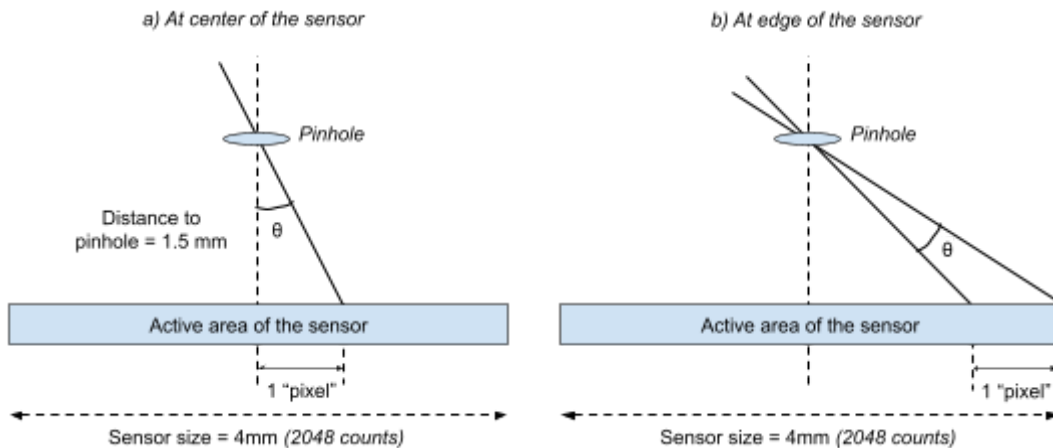 a) At center of the sensor
Pinhole
Distance to
pinhole = 1.5 mm
θ
Active area of the sensor
1 “pixel”
Sensor size = 4mm (2048 counts)
b) At edge of the sensor
Pinhole
θ
Active area of the sensor
1 “pixel”
Sensor size = 4mm (2048 counts)